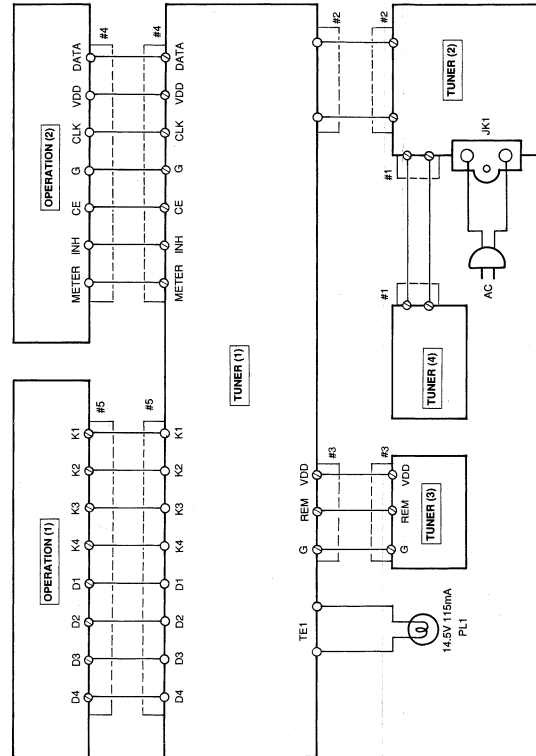 OPERATION (2)
#4
DATA
VDD
CLK
G
CE
INH
METER
#4
DATA
VDD
CLK
G
CE
INH
METER
OPERATION (1)
#5
K1
K2
K3
K4
D1
D2
D3
D4
#5
K1
K2
K3
K4
D1
D2
D3
D4
TUNER (1)
#2
#2
TUNER (2)
JK1
#1
AC
#1
TUNER (4)
#3
VDD
REM
G
#3
VDD
REM
G
TUNER (3)
TE1
14.5V 115mA
PL1